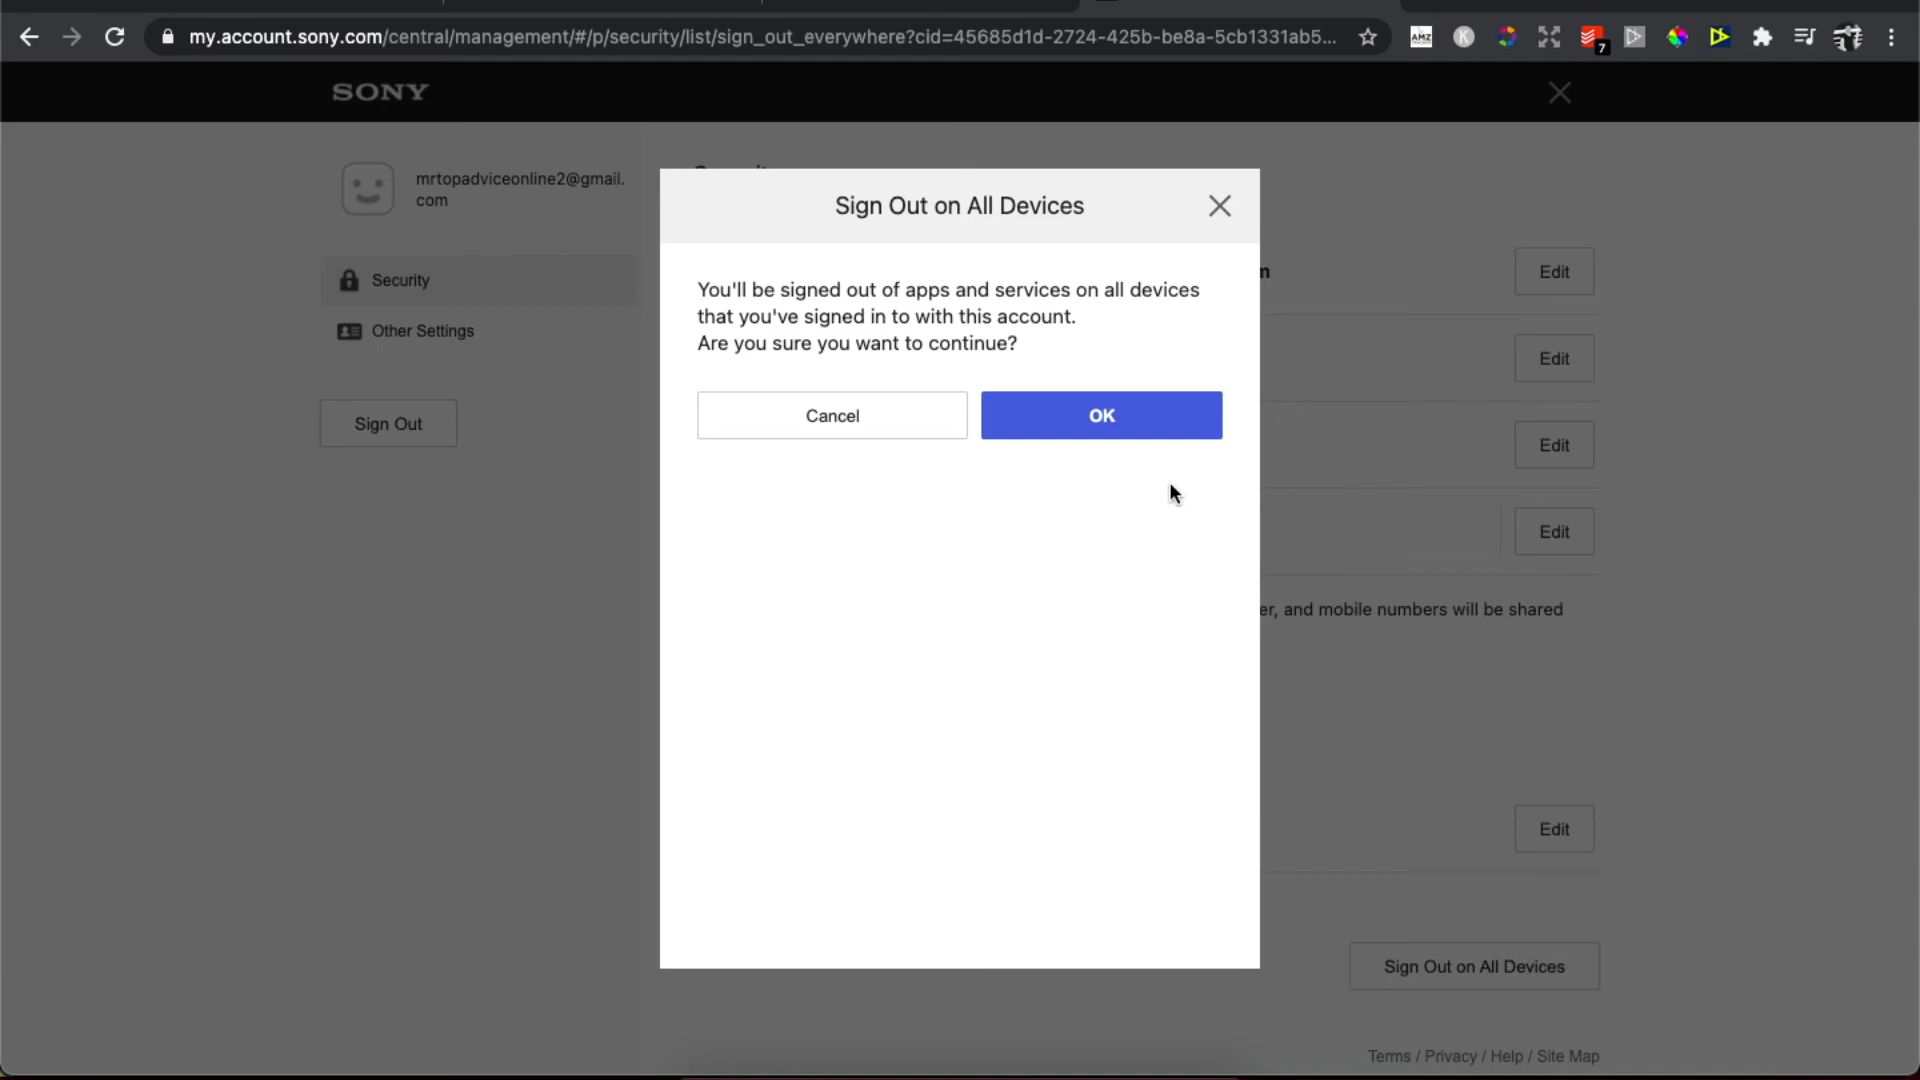 my.account.sony.com/central/management/#/p/security/list/sign_out_everywhere?cid=45685d1d-2724-425b-be8a-5cb1331ab5...
AMZ
K
7
SONY
mrtopadviceonline2@gmail.
com
Security
Other Settings
Sign Out
Sign Out on All Devices
You'll be signed out of apps and services on all devices
that you've signed in to with this account.
Are you sure you want to continue?
Cancel
OK
m
Edit
Edit
Edit
Edit
er, and mobile numbers will be shared
Edit
Sign Out on All Devices
Terms / Privacy / Help / Site Map